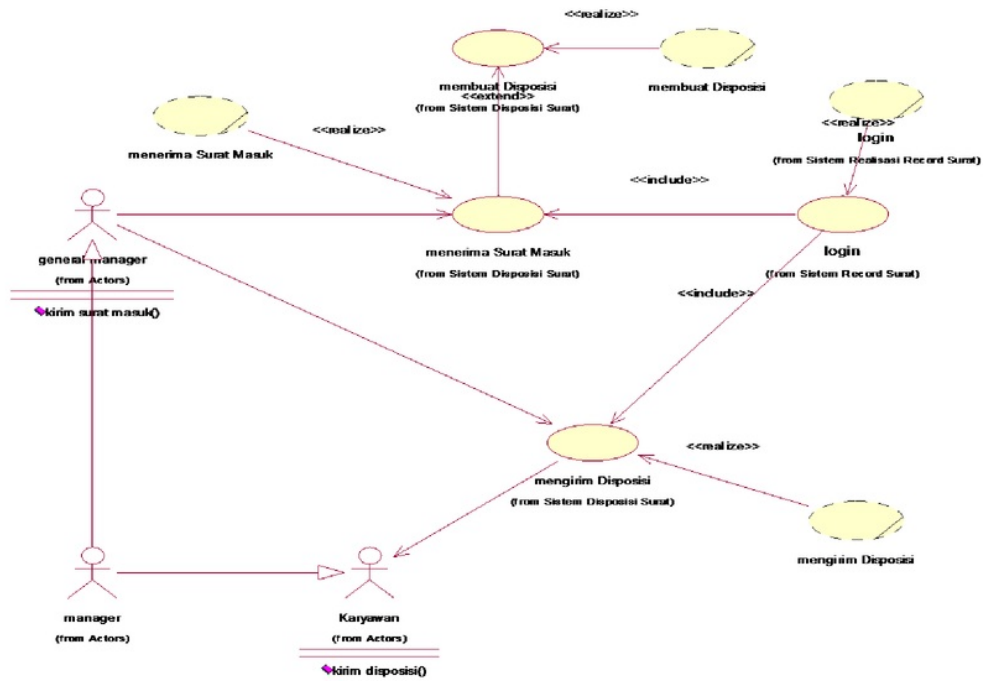 <<realize>>
membuat Disposisi
<<extend>>
(from Sistem Disposisi Surat)
membuat Disposisi
<<realize>>
menerima Surat Masuk
<<realize>>
login
(from Sistem Realisasi Record Surat)
<<include>>
general manager
(from Actors)
kirim surat masuk()
menerima Surat Masuk
(from Sistem Disposisi Surat)
login
(from Sistem Record Surat)
<<include>>
mengirim Disposisi
(from Sistem Disposisi Surat)
<<realize>>
mengirim Disposisi
manager
(from Actors)
Karyawan
(from Actors)
kirim disposisi()